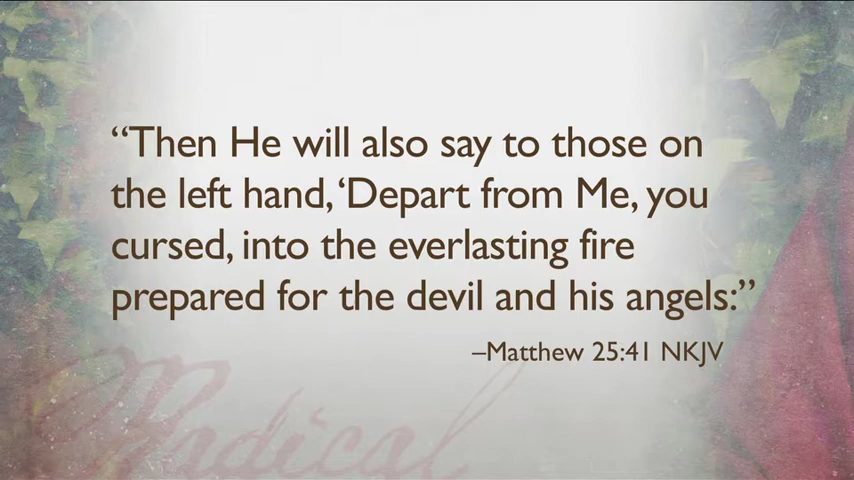 “Then He will also say to those on
the left hand, ‘Depart from Me, you
cursed, into the everlasting fire
prepared for the devil and his angels:”
–Matthew 25:41 NKJV
Radical